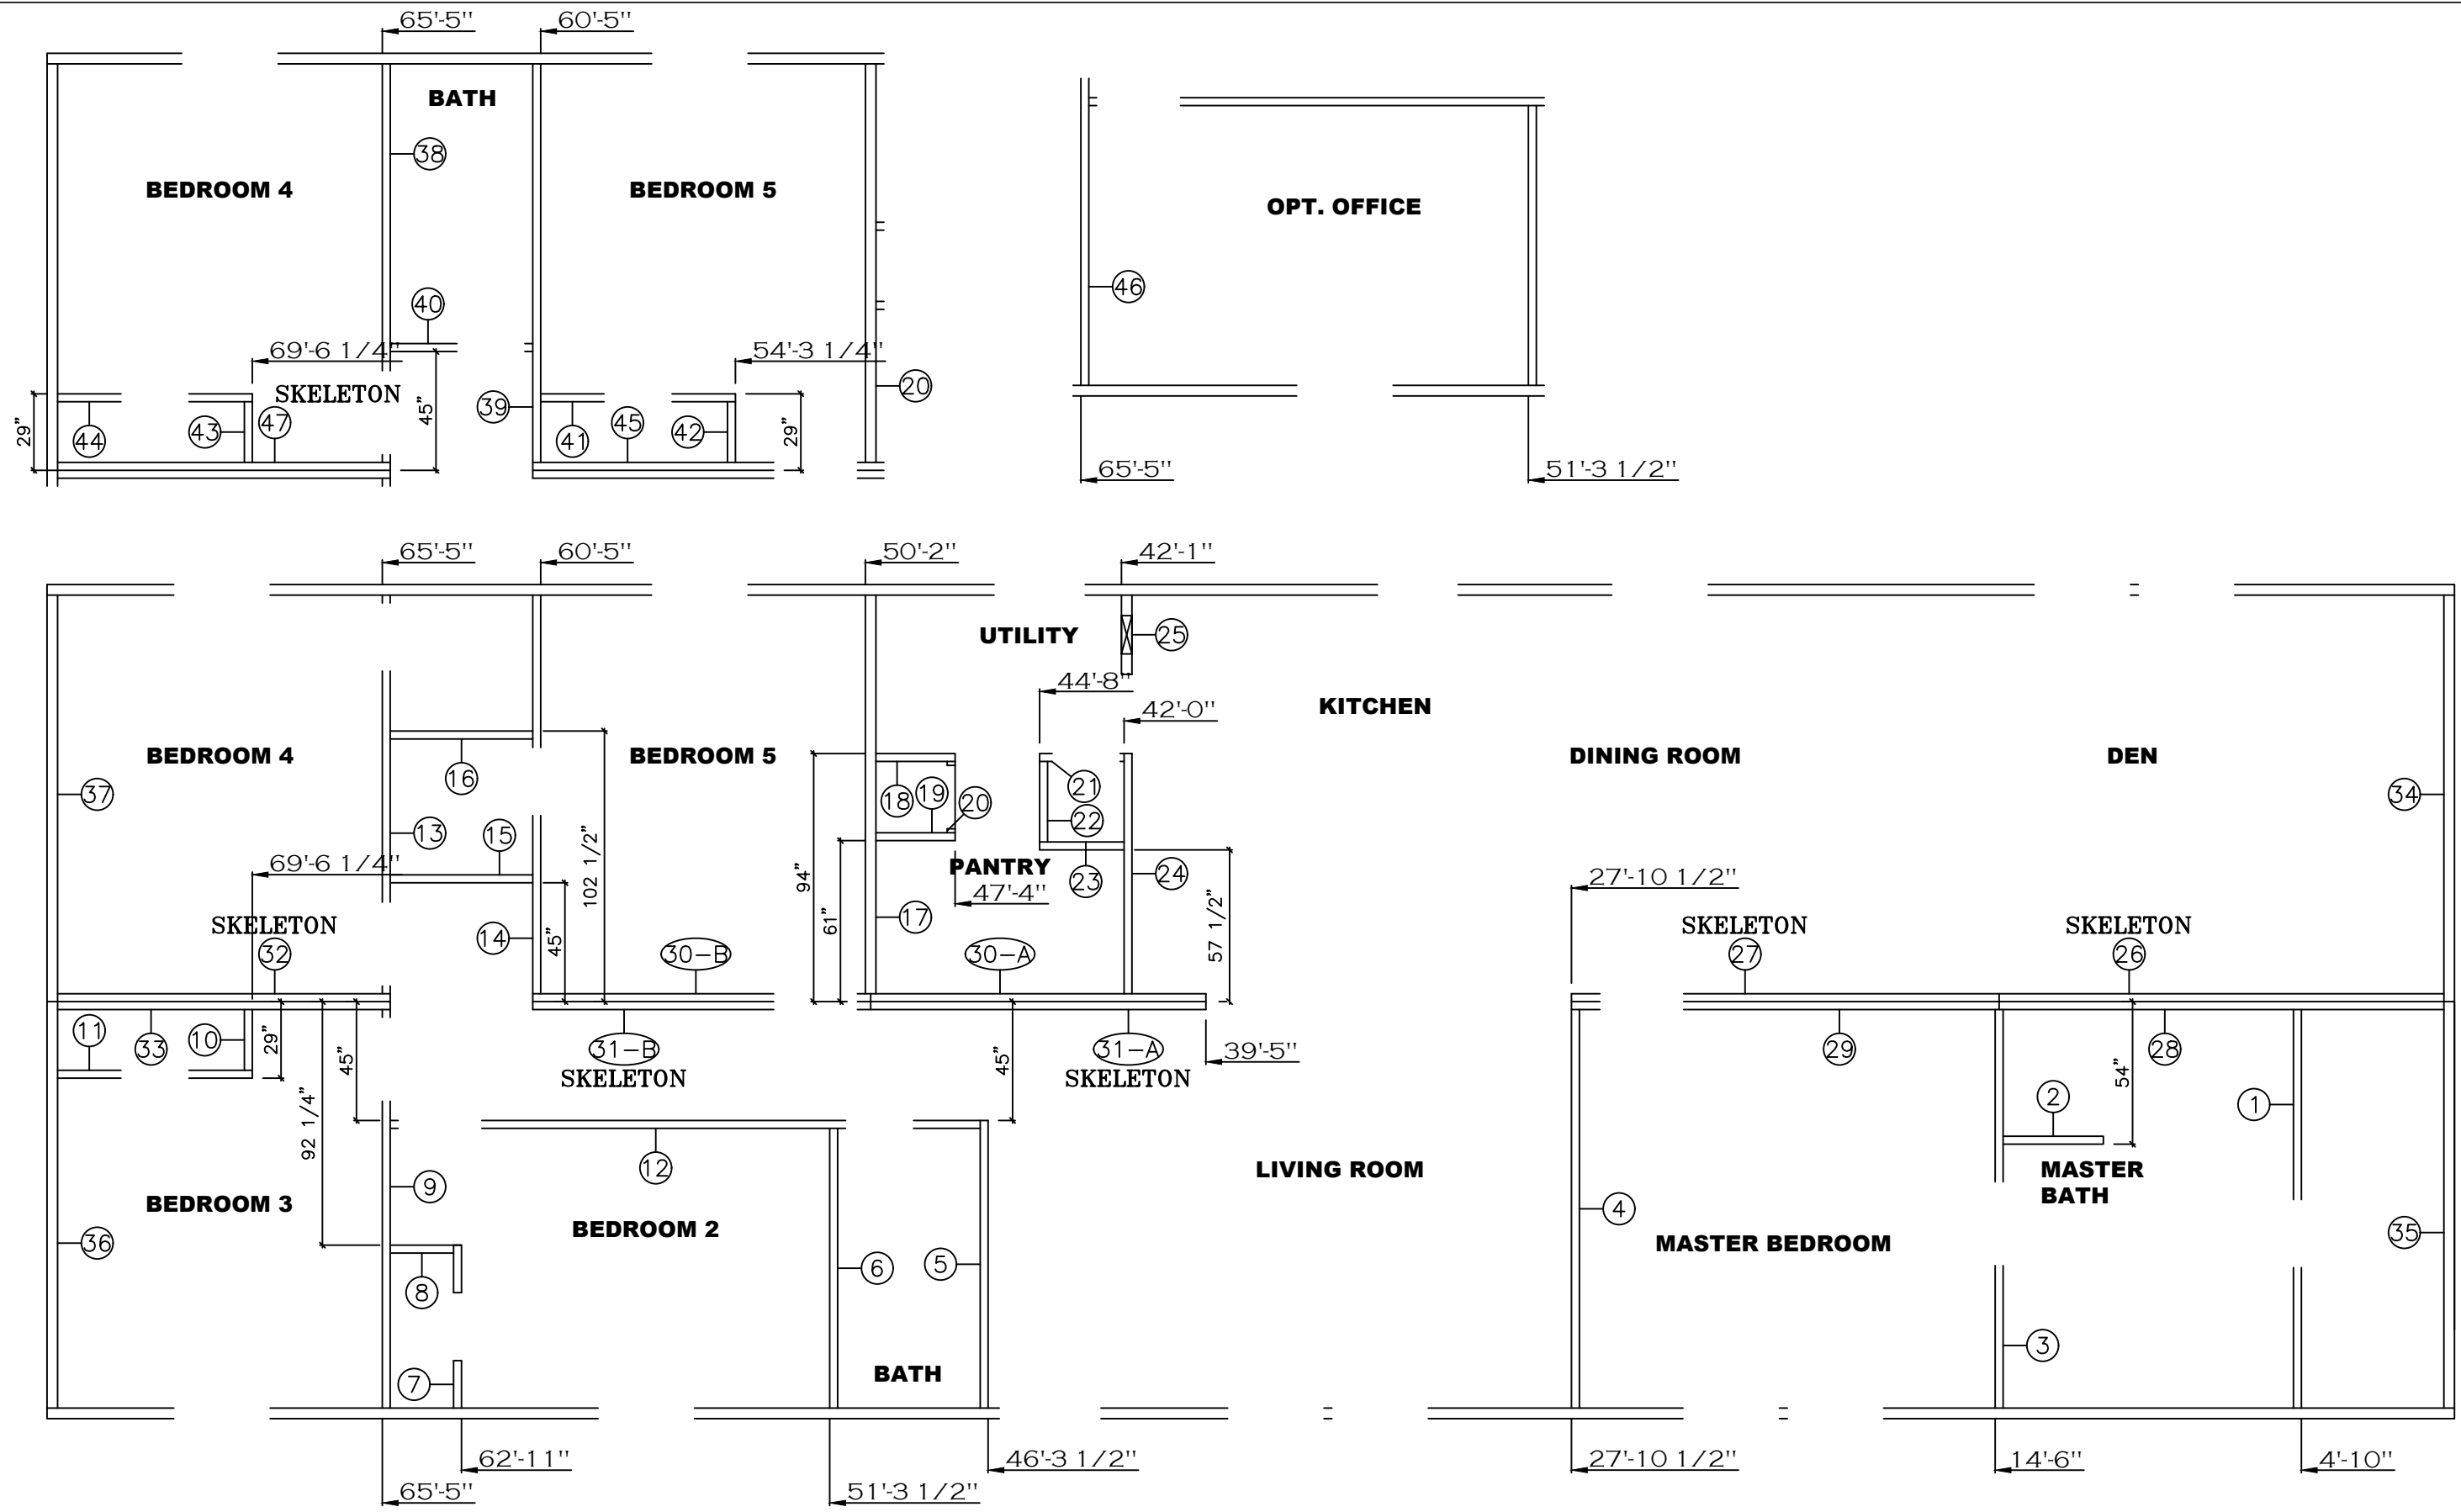 65'-5" 60'-5"
BATH
38
BEDROOM 4 BEDROOM 5
OPT. OFFICE
46
40
69'-6 1/4" 54'-3 1/4"
SKELETON
20
39
29" 44 43 47 45" 41 45 42 29"
65'-5" 51'-3 1/2"
65'-5" 60'-5" 50'-2" 42'-1"
UTILITY 25
44'-8"
42'-0"
KITCHEN
BEDROOM 4 BEDROOM 5 DINING ROOM DEN
16
37 18 19 20 21 34
22
13 15
102 1/2"
69'-6 1/4" 94" PANTRY 23 24 27'-10 1/2"
47'-4"
61" 17 57 1/2"
SKELETON SKELETON SKELETON
14 45"
32 30-B 30-A 27 26
11 33 10 29" 45" 31-B 45" 31-A 39'-5" 29 28
SKELETON SKELETON
54"
92 1/4" 2 1
12
9 LIVING ROOM MASTER
BATH
BEDROOM 3 4
BEDROOM 2 35
36 MASTER BEDROOM
6 5
8
3
7 BATH
62'-11" 46'-3 1/2" 27'-10 1/2" 14'-6" 4'-10"
65'-5" 51'-3 1/2"